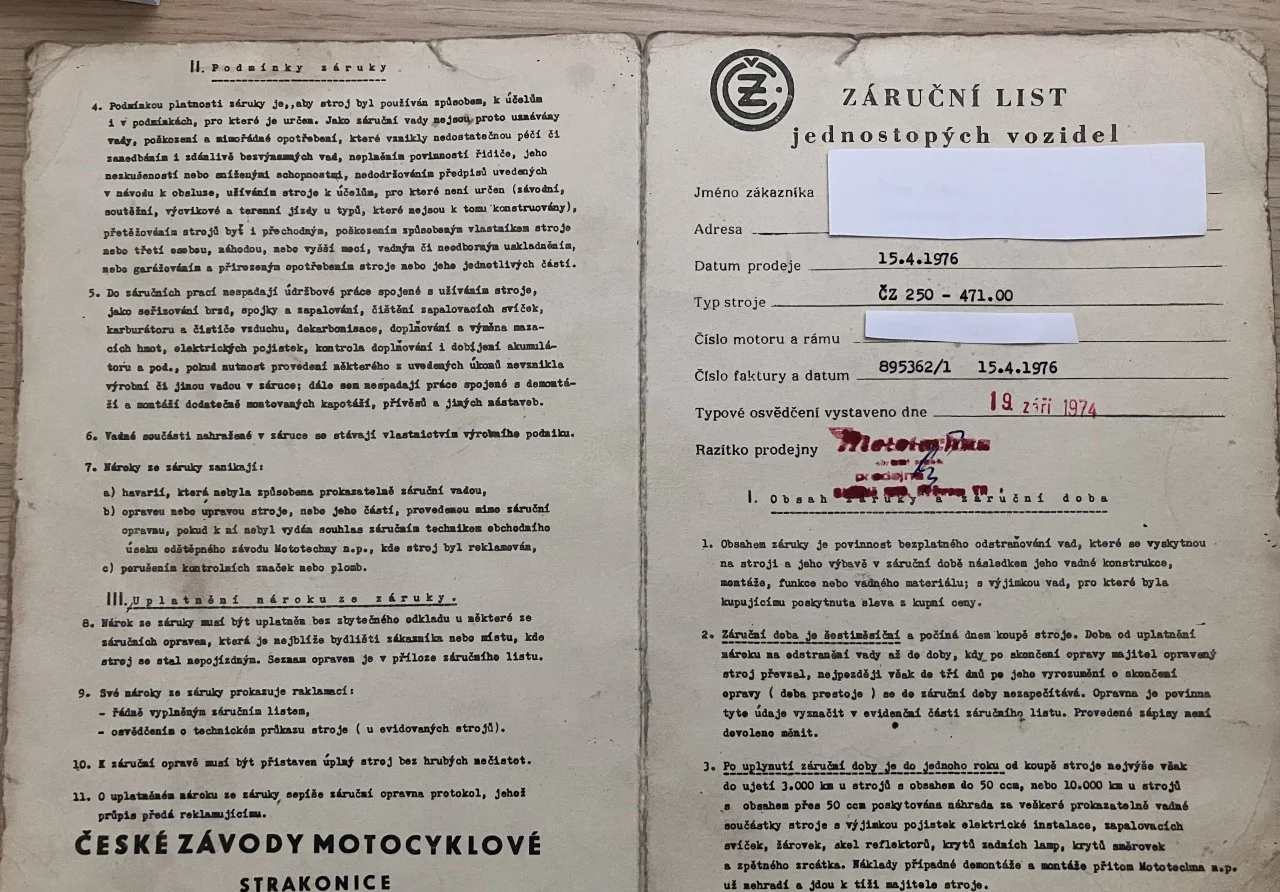 II. Podmínky záruky
4. Podmínkou platnosti záruky je,,aby stroj byl používán způsobem, k účelům
i v podmínkách, pro které je určen. Jako záruční vady nejsou proto uznávány
vady, poškození a mimořádné opotřebení, které vznikly nedostatečnou péčí či
zanedbáním i zdánlivě bezvýznamných vad, neplněním povinností řidiče, jeho
nezkušeností nebo sníženými schopnostmi, nedodržováním předpisů uvedených
v návodu k obsluze, užíváním stroje k účelům, pro které není určen (závodní,
soutěžní, výcvikové a terenní jízdy u typů, které nejsou k tomu konstruovány),
přetěžováním strojů byť i přechodným, poškozením způsobeným vlastníkem stroje
nebo třetí osobou, náhodou, nebo vyšší mocí, vadným či neodborným uskladněním,
nebo garážováním a přirozeným opotřebením stroje nebo jeho jednotlivých částí.
5. Do záručních prací nespadají údržbové práce spojené s užíváním stroje,
jako seřizování brzd, spojky a zapalování, čištění zapalovacích svíček,
karburátoru a čističe vzduchu, dekarbonisace, doplňování a výměna maza-
cích hmot, elektrických pojistek, kontrola doplňování i dobíjení akumulá-
toru a pod., pokud nutnost provedení některého z uvedených úkonů nevznikla
výrobní či jinou vadou v záruce; dále sem nespadají práce spojené s demontá-
ží a montáží dodatečně montovaných kapotáží, přívěsů a jiných nástaveb.
6. Vadné součásti nahražené v záruce se stávají vlastnictvím výrobního podniku.
7. Nároky ze záruky zanikají:
a) havarií, která nebyla způsobena prokazatelně záruční vadou,
b) opravou nebo úpravou stroje, nebo jeho částí, provedenou mimo záruční
opravnu, pokud k ní nebyl vydán souhlas záručním technikem obchodního
úseku odštěpného závodu Mototechny n.p., kde stroj byl reklamován,
c) porušením kontrolních značek nebo plomb.
III. Uplatnění nároku ze záruky.
8. Nárok ze záruky musí být uplatněn bez zbytečného odkladu u některé ze
záručních opraven, která je nejblíže bydlišti zákazníka nebo místu, kde
stroj se stal nepojízdným. Seznam opraven je v příloze záručního listu.
9. Své nároky ze záruky prokazuje raklamací:
- řádně vyplněným záručním listem,
- osvědčením o technickém průkazu stroje ( u evidovaných strojů).
10. K záruční opravě musí být přistaven úplný stroj bez hrubých nečistot.
11. O uplatněném nároku ze záruky sepíše záruční opravna protokol, jehož
průpis předá reklamujícímu.
ČESKÉ ZÁVODY MOTOCYKLOVÉ
STRAKONICE
ČZ
ZÁRUČNÍ LIST
jednostopých vozidel
Jméno zákazníka
Adresa
Datum prodeje 15.4.1976
Typ stroje ČZ 250 - 471.00
Číslo motoru a rámu
Číslo faktury a datum 895362/1 15.4.1976
Typové osvědčení vystaveno dne 19. září 1974
Razítko prodejny Mototechna
prodejna
I. Obsah záruky a záruční doba
1. Obsahem záruky je povinnost bezplatného odstraňování vad, které se vyskytnou
na stroji a jeho výbavě v záruční době následkem jeho vadné konstrukce,
montáže, funkce nebo vadného materiálu; s výjimkou vad, pro které byla
kupujícímu poskytnuta sleva z kupní ceny.
2. Záruční doba je šestiměsíční a počíná dnem koupě stroje. Doba od uplatnění
nároku na odstranění vady až do doby, kdy po skončení opravy majitel opravený
stroj převzal, nejpozději však do tří dnů po jeho vyrozumění o skončení
opravy ( doba prostoje ) se do záruční doby nezapočítává. Opravna je povinna
tyto údaje vyznačit v evidenční části záručního listu. Provedené zápisy není
dovoleno měnit.
3. Po uplynutí záruční doby je do jednoho roku od koupě stroje nejvýše však
do ujetí 3.000 km u strojů s obsahem do 50 ccm, nebo 10.000 km u strojů
s obsahem přes 50 ccm poskytována náhrada za veškeré prokazatelně vadné
součástky stroje s výjimkou pojistek elektrické instalace, zapalovacích
svíček, žárovek, skel reflektorů, krytů zadních lamp, krytů směrovek
a zpětného zrcátka. Náklady případné demontáže a montáže přitom Mototechna n.p.
už nehradí a jdou k tíži majitele stroje.